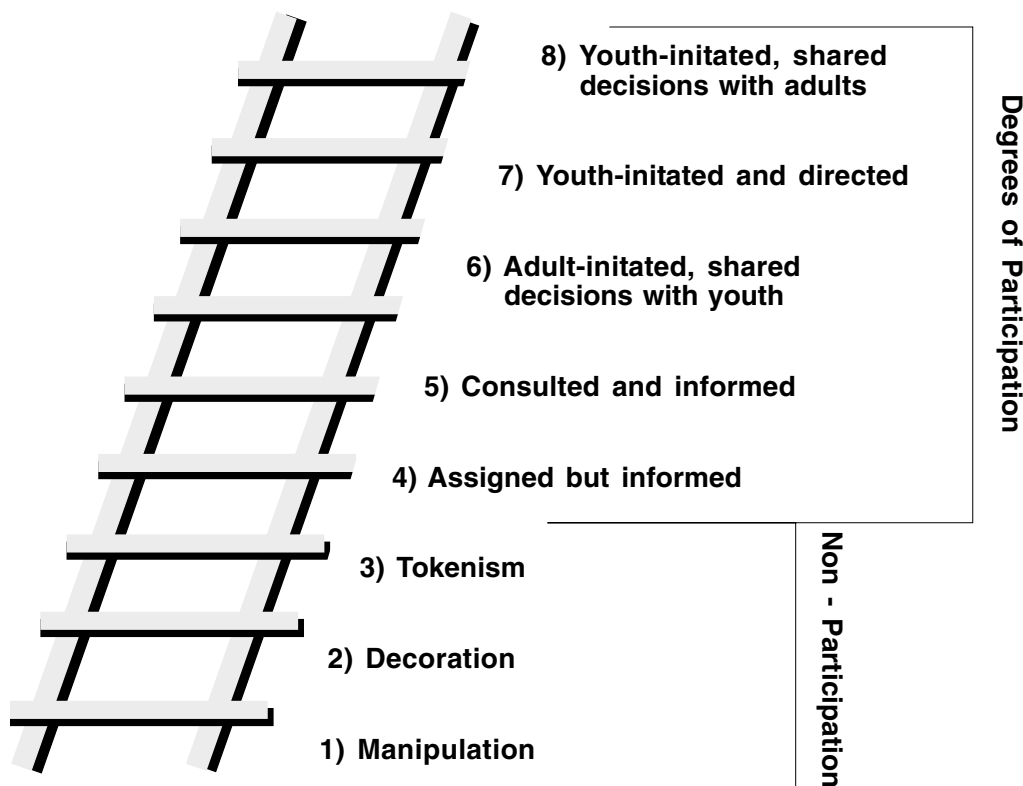 8) Youth-initated, shared
decisions with adults
7) Youth-initated and directed
6) Adult-initated, shared
decisions with youth
5) Consulted and informed
4) Assigned but informed
3) Tokenism
2) Decoration
1) Manipulation
Degrees of Participation
Non - Participation